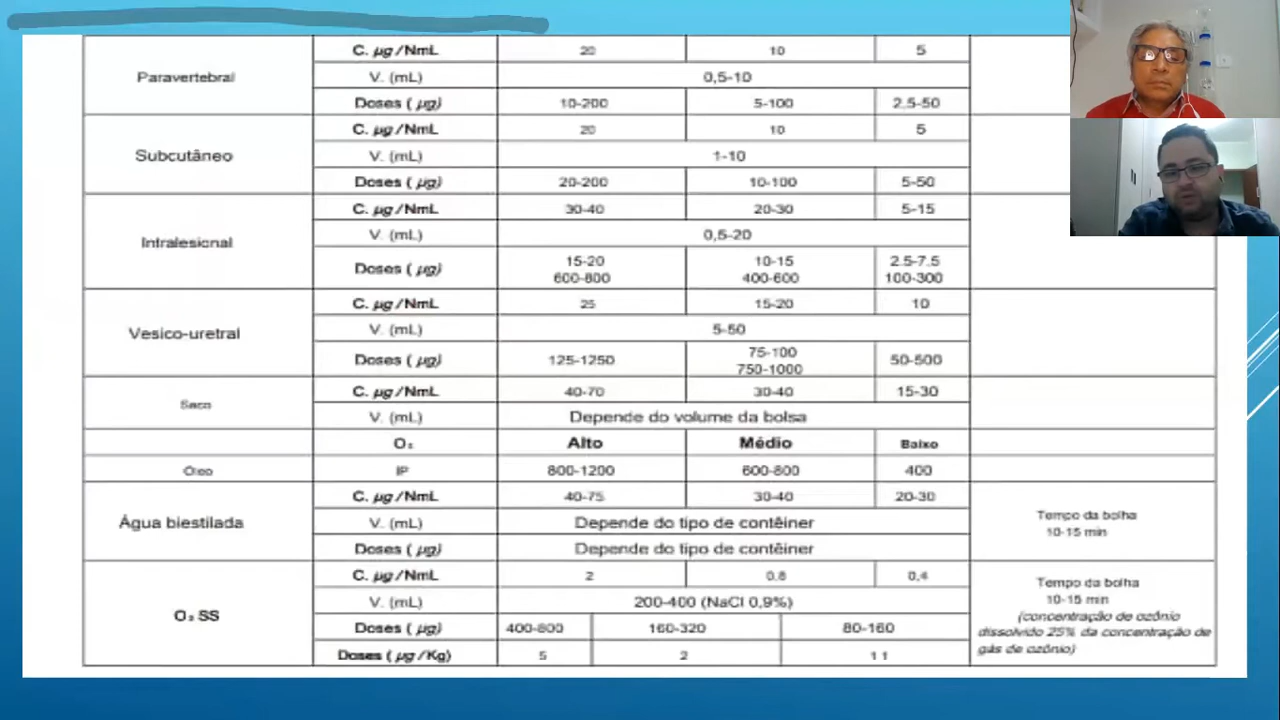 Paravertebral
C. µg/NmL 20 10 5
V. (mL) 0,5-10
Doses ( µg) 10-200 5-100 2.5-50
Subcutâneo
C. µg/NmL 20 10 5
V. (mL) 1-10
Doses ( µg) 20-200 10-100 5-50
Intralesional
C. µg/NmL 30-40 20-30 5-15
V. (mL) 0,5-20
Doses ( µg) 15-20 10-15 2.5-7.5
600-800 400-600 100-300
Vesico-uretral
C. µg/NmL 25 15-20 10
V. (mL) 5-50
Doses ( µg) 125-1250 75-100 50-500
750-1000
Saco
C. µg/NmL 40-70 30-40 15-30
V. (mL) Depende do volume da bolsa
O₃ Alto Médio Baixo
Óleo IP 800-1200 600-800 400
Água biestilada
C. µg/NmL 40-75 30-40 20-30
V. (mL) Depende do tipo de contêiner
Doses ( µg) Depende do tipo de contêiner
Tempo da bolha
10-15 min
O₃ SS
C. µg/NmL 2 0.8 0,4
V. (mL) 200-400 (NaCl 0,9%)
Doses ( µg) 400-800 160-320 80-160
Doses ( µg/Kg) 5 2 1 1
Tempo da bolha
10-15 min
(concentração de ozônio
dissolvido 25% da concentração de
gás de ozônio)